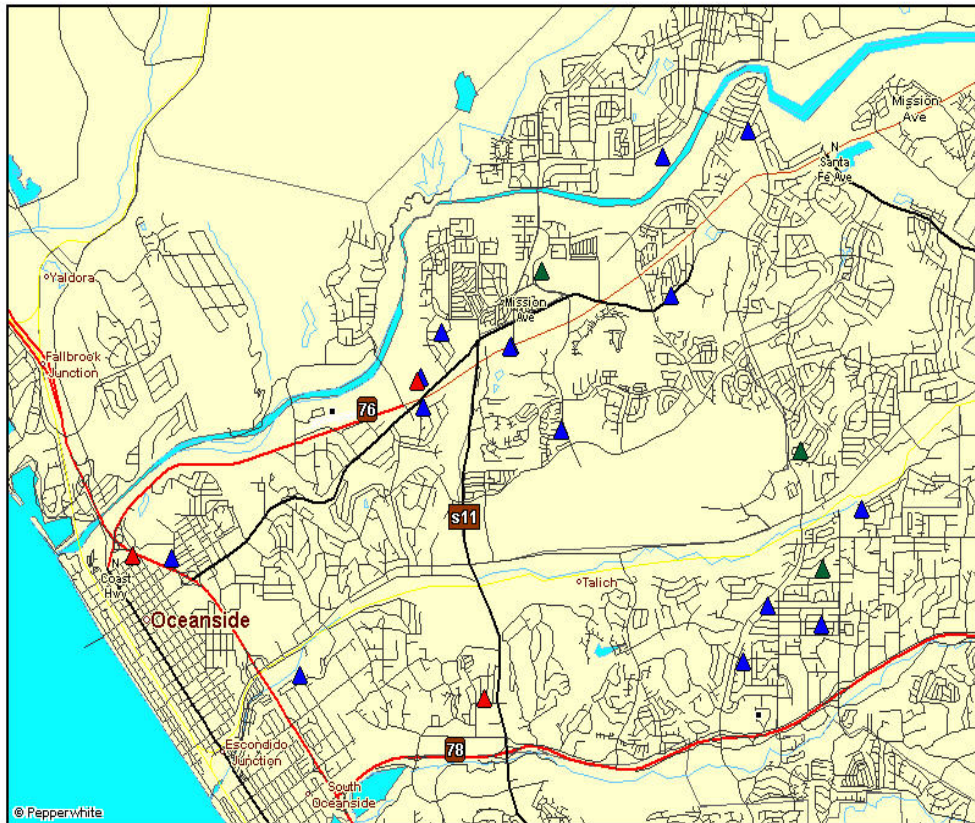 Mission
Ave
N
Santa
Fe Ave
Yaldora
Mission
Ave
Fallbrook
Junction
76
s11
N
Coast
Hwy
Talich
Oceanside
Escondido
Junction
78
South
Oceanside
© Pepperwhite